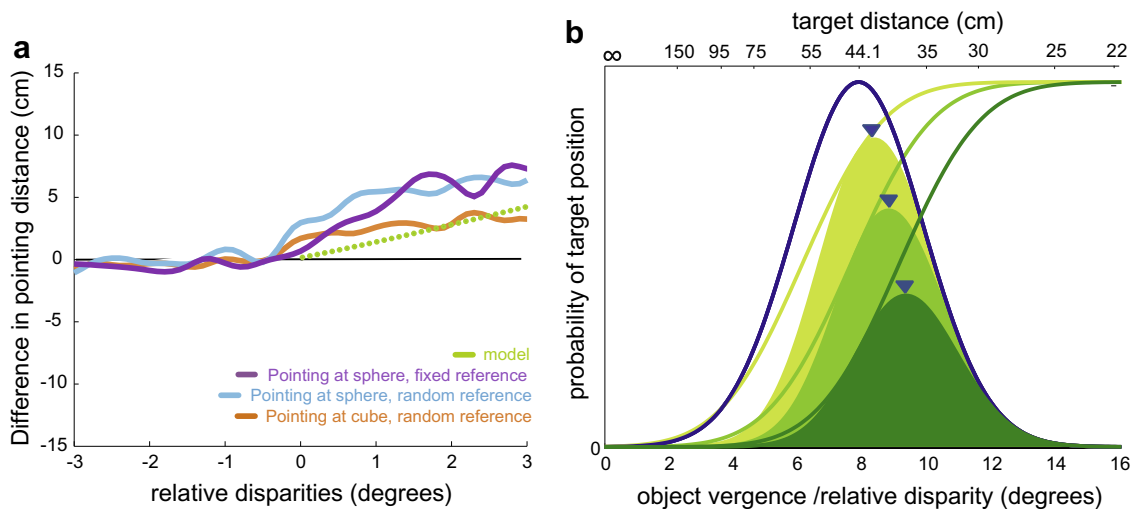 a
Difference in pointing distance (cm)
15
10
5
0
-5
-10
-15
model
Pointing at sphere, fixed reference
Pointing at sphere, random reference
Pointing at cube, random reference
-3 -2 -1 0 1 2 3
relative disparities (degrees)
b
target distance (cm)
∞ 150 95 75 55 44.1 35 30 25 22
probability of target position
0
0 2 4 6 8 10 12 14 16
object vergence /relative disparity (degrees)